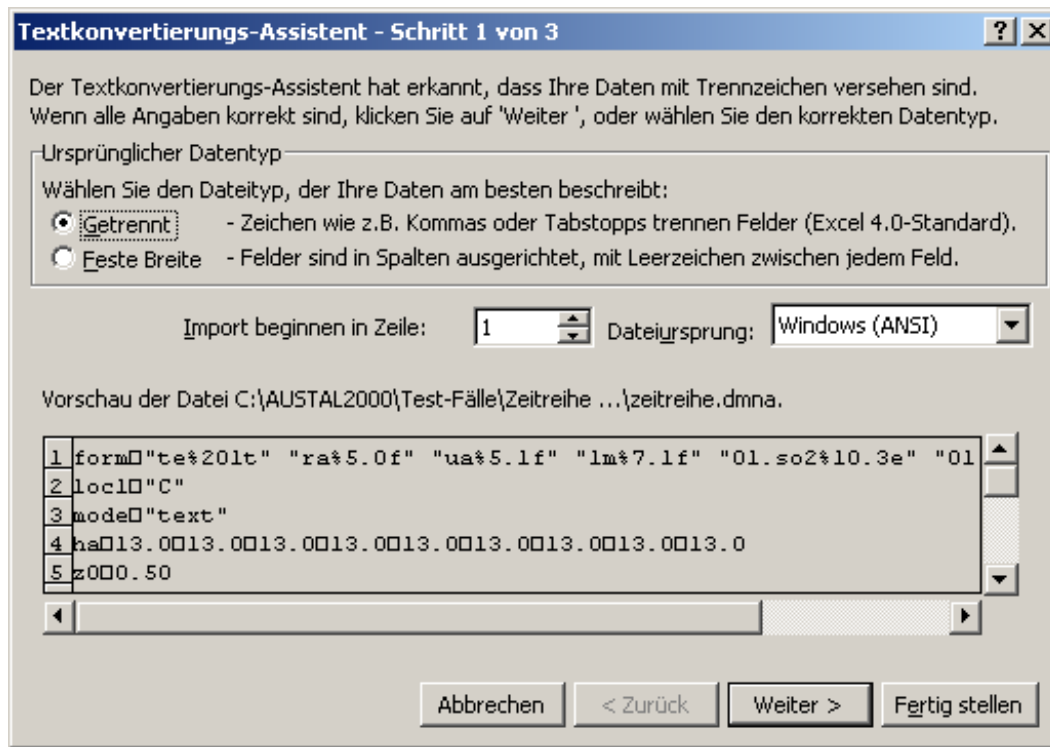 Textkonvertierungs-Assistent - Schritt 1 von 3
Der Textkonvertierungs-Assistent hat erkannt, dass Ihre Daten mit Trennzeichen versehen sind.
Wenn alle Angaben korrekt sind, klicken Sie auf 'Weiter ', oder wählen Sie den korrekten Datentyp.
Ursprünglicher Datentyp
Wählen Sie den Dateityp, der Ihre Daten am besten beschreibt:
Getrennt - Zeichen wie z.B. Kommas oder Tabstopps trennen Felder (Excel 4.0-Standard).
Feste Breite - Felder sind in Spalten ausgerichtet, mit Leerzeichen zwischen jedem Feld.
Import beginnen in Zeile: 1 Dateiursprung: Windows (ANSI)
Vorschau der Datei C:\AUSTAL2000\Test-Fälle\Zeitreihe ...\zeitreihe.dmna.
1 form□"te%20lt" "ra%5.0f" "ua%5.1f" "lm%7.1f" "01.so2%10.3e" "01
2 locl□"C"
3 mode□"text"
4 ha□13.0□13.0□13.0□13.0□13.0□13.0□13.0□13.0□13.0
5 z0□0.50
Abbrechen < Zurück Weiter > Fertig stellen